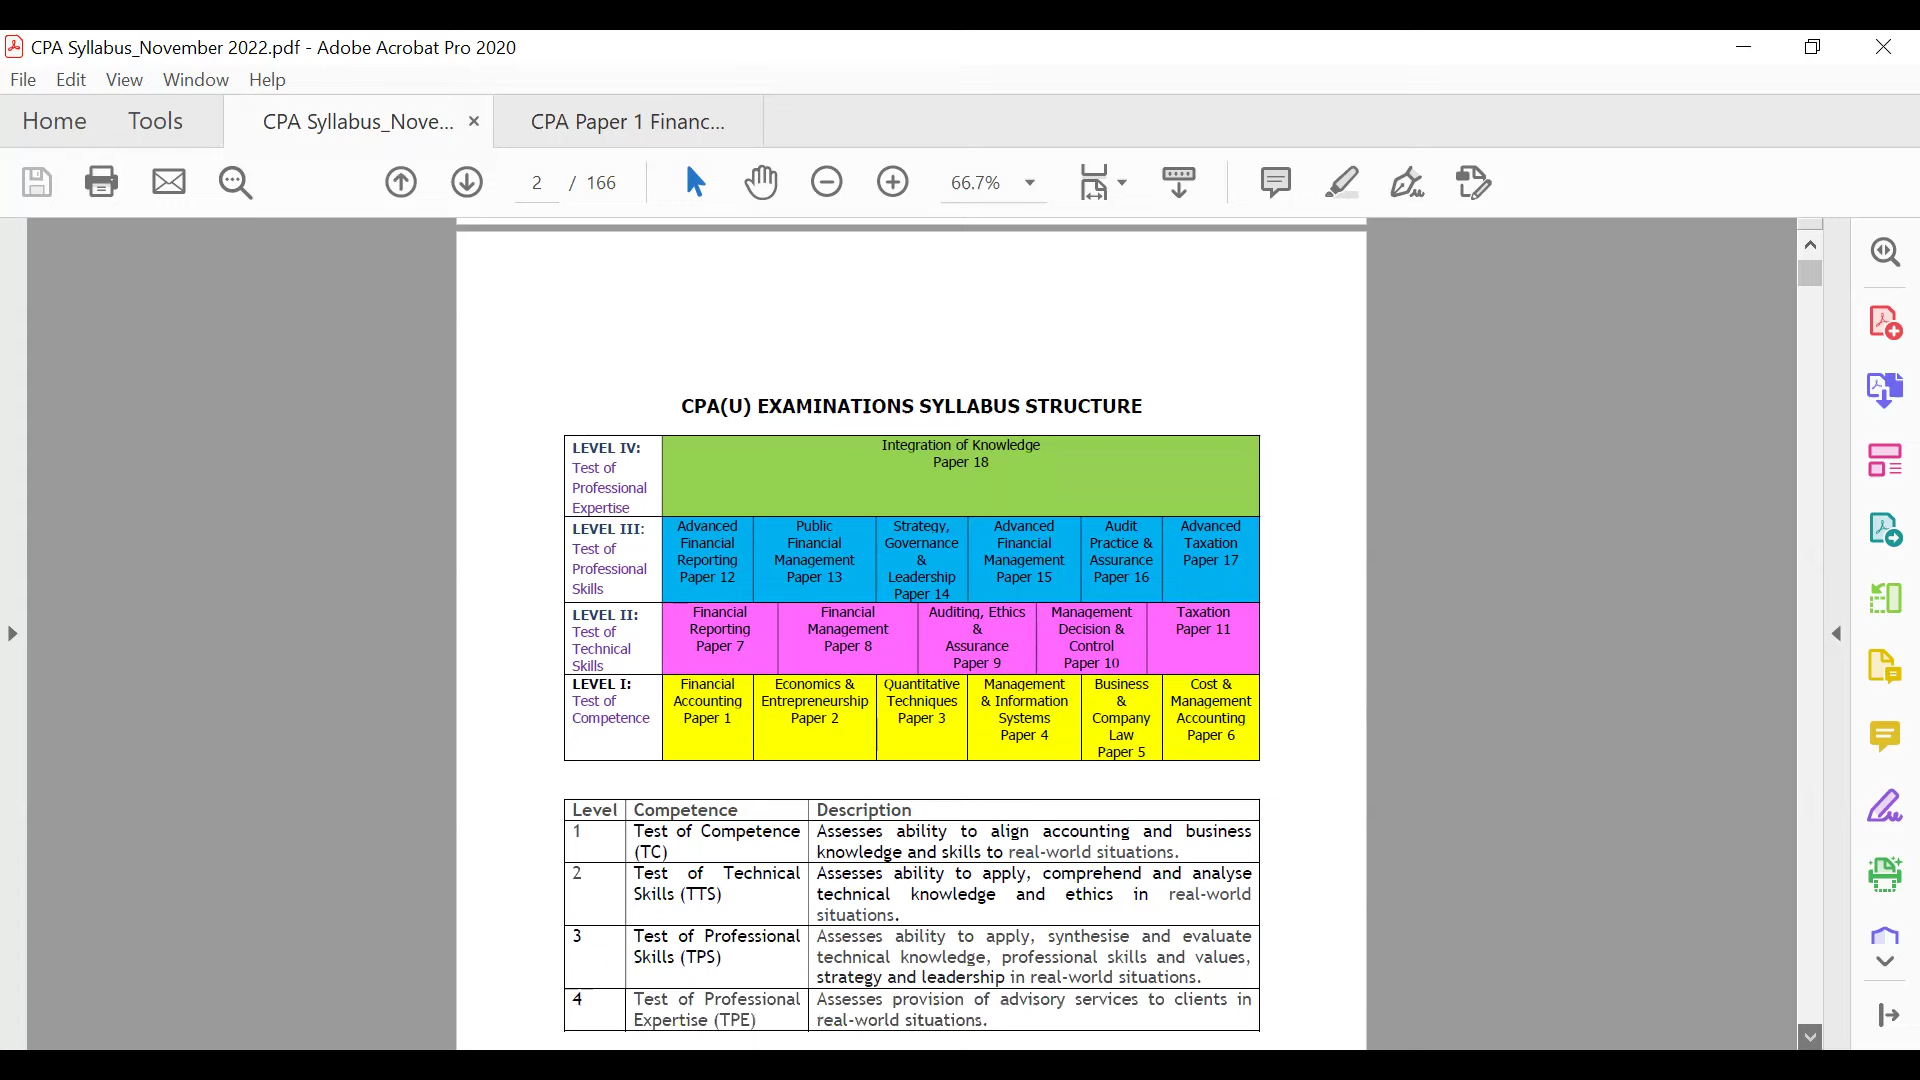 CPA Syllabus_November 2022.pdf - Adobe Acrobat Pro 2020
File Edit View Window Help
Home Tools CPA Syllabus_Nove... × CPA Paper 1 Financ...
2 / 166 66.7%
CPA(U) EXAMINATIONS SYLLABUS STRUCTURE
LEVEL IV:
Test of
Professional
Expertise
Integration of Knowledge
Paper 18
LEVEL III:
Test of
Professional
Skills
Advanced
Financial
Reporting
Paper 12
Public
Financial
Management
Paper 13
Strategy,
Governance
&
Leadership
Paper 14
Advanced
Financial
Management
Paper 15
Audit
Practice &
Assurance
Paper 16
Advanced
Taxation
Paper 17
LEVEL II:
Test of
Technical
Skills
Financial
Reporting
Paper 7
Financial
Management
Paper 8
Auditing, Ethics
&
Assurance
Paper 9
Management
Decision &
Control
Paper 10
Taxation
Paper 11
LEVEL I:
Test of
Competence
Financial
Accounting
Paper 1
Economics &
Entrepreneurship
Paper 2
Quantitative
Techniques
Paper 3
Management
& Information
Systems
Paper 4
Business
&
Company
Law
Paper 5
Cost &
Management
Accounting
Paper 6
Level Competence Description
1
Test of Competence
(TC)
Assesses ability to align accounting and business
knowledge and skills to real-world situations.
2
Test of Technical
Skills (TTS)
Assesses ability to apply, comprehend and analyse
technical knowledge and ethics in real-world
situations.
3
Test of Professional
Skills (TPS)
Assesses ability to apply, synthesise and evaluate
technical knowledge, professional skills and values,
strategy and leadership in real-world situations.
4
Test of Professional
Expertise (TPE)
Assesses provision of advisory services to clients in
real-world situations.